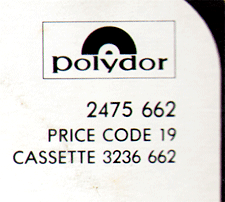 polydor
2475 662
PRICE CODE 19
CASSETTE 3236 662